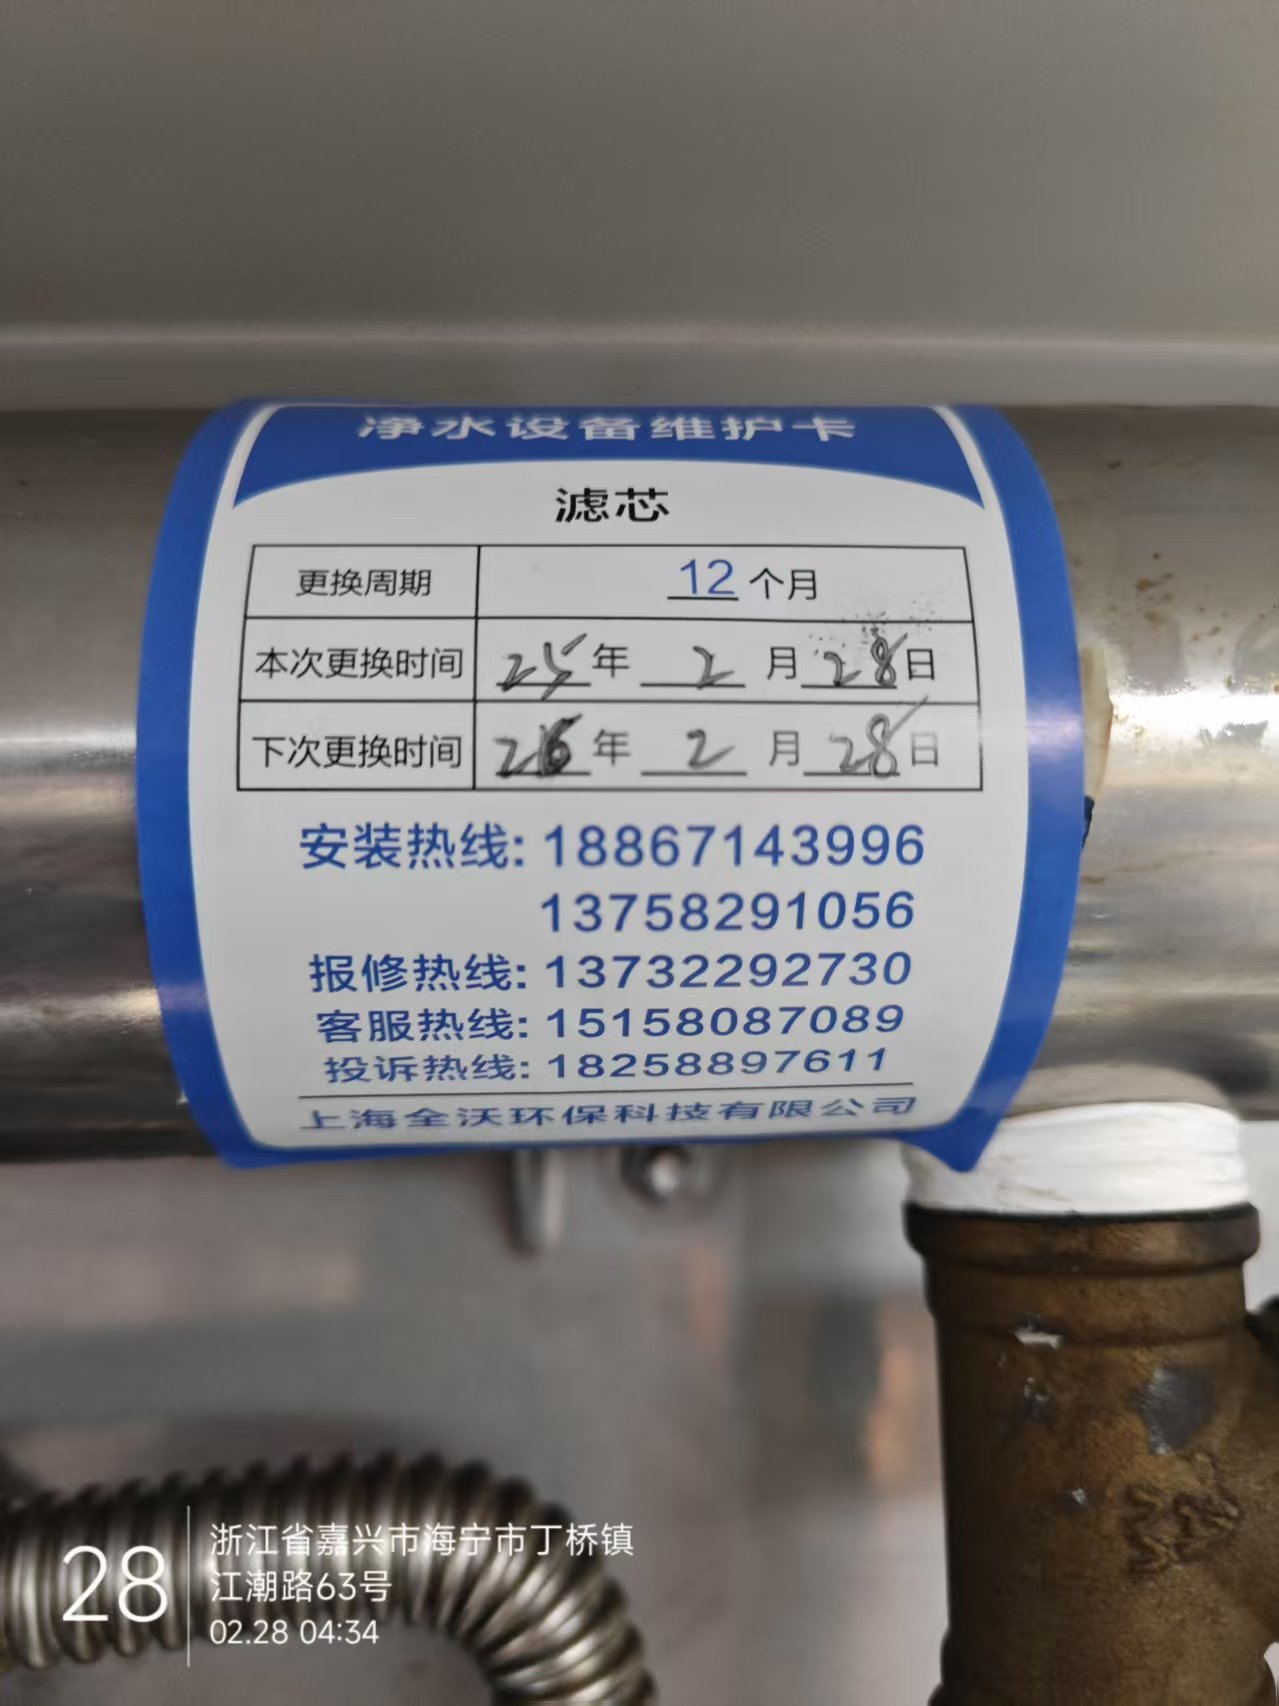 净水设备维护卡
滤芯
更换周期 12 个月
本次更换时间 25 年 2 月 28 日
下次更换时间 26 年 2 月 28 日
安装热线: 18867143996
13758291056
报修热线: 13732292730
客服热线: 15158087089
投诉热线: 18258897611
上海全沃环保科技有限公司
28
浙江省嘉兴市海宁市丁桥镇
江潮路63号
02.28 04:34